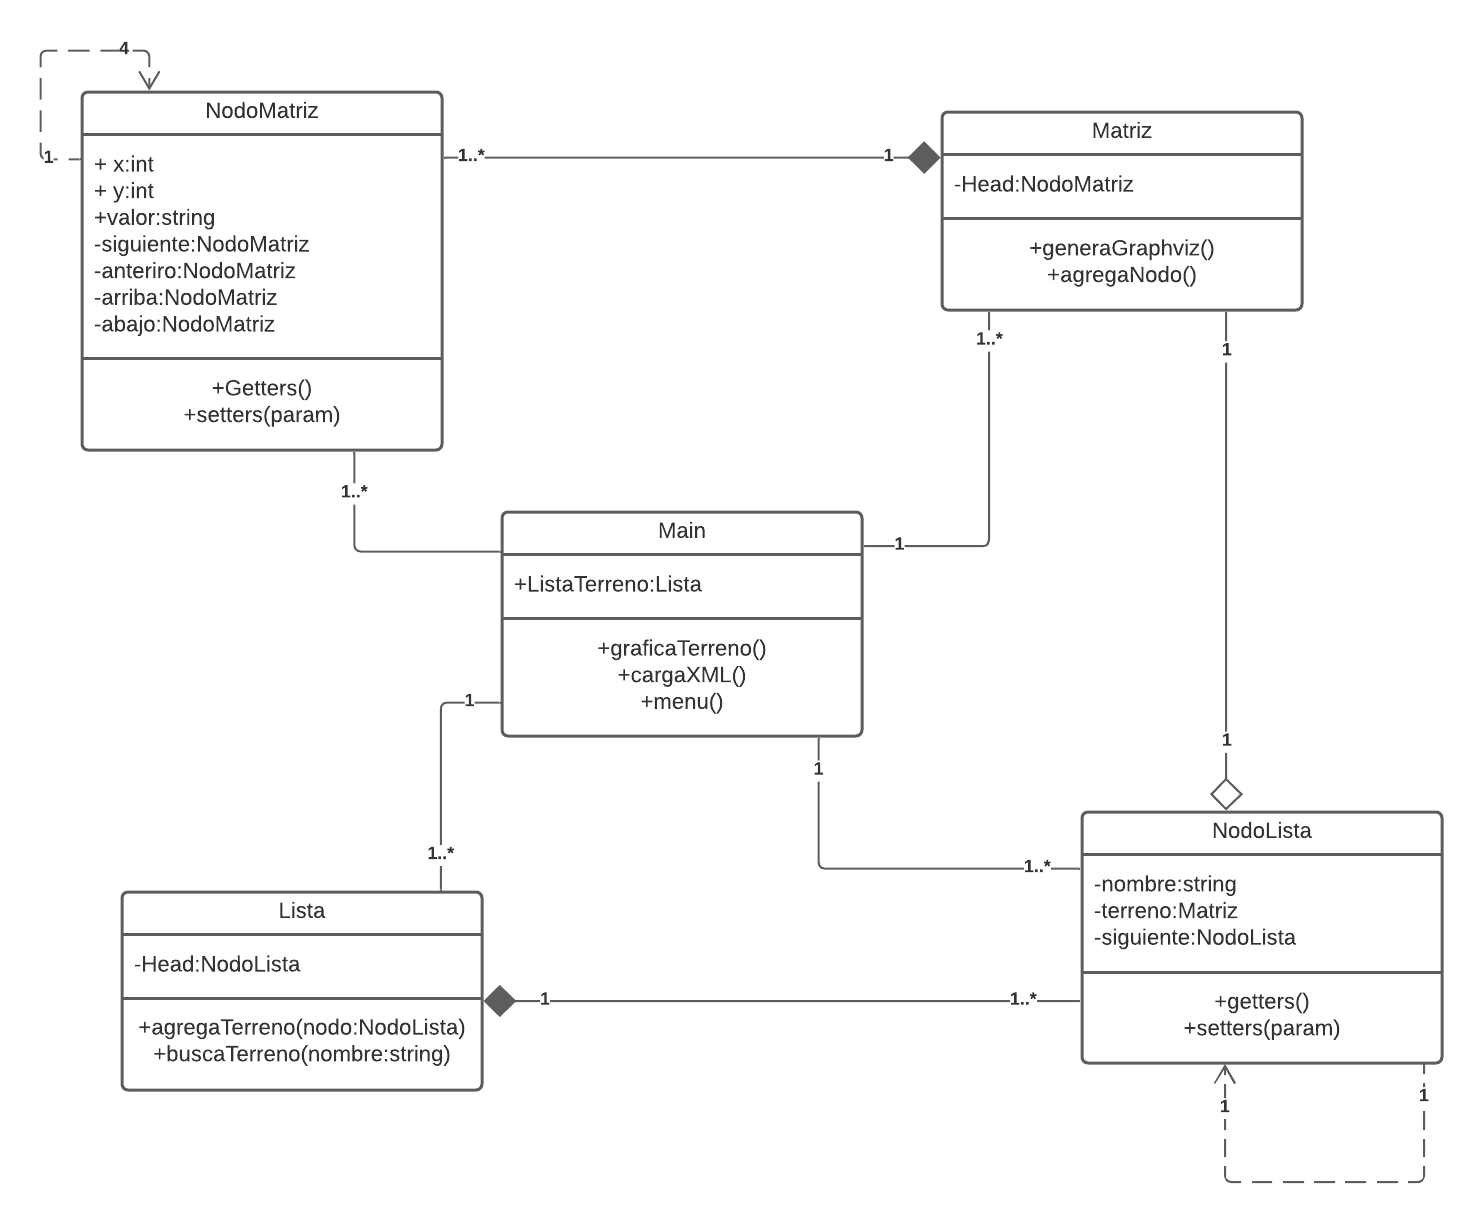 4
1
NodoMatriz
+ x:int
+ y:int
+valor:string
-siguiente:NodoMatriz
-anteriro:NodoMatriz
-arriba:NodoMatriz
-abajo:NodoMatriz
+Getters()
+setters(param)
1..*
1
Matriz
-Head:NodoMatriz
+generaGraphviz()
+agregaNodo()
1..*
1
1..*
Main
+ListaTerreno:Lista
+graficaTerreno()
+cargaXML()
+menu()
1
1
1..*
1
1..*
1
Lista
-Head:NodoLista
+agregaTerreno(nodo:NodoLista)
+buscaTerreno(nombre:string)
1
1..*
NodoLista
-nombre:string
-terreno:Matriz
-siguiente:NodoLista
+getters()
+setters(param)
1
1